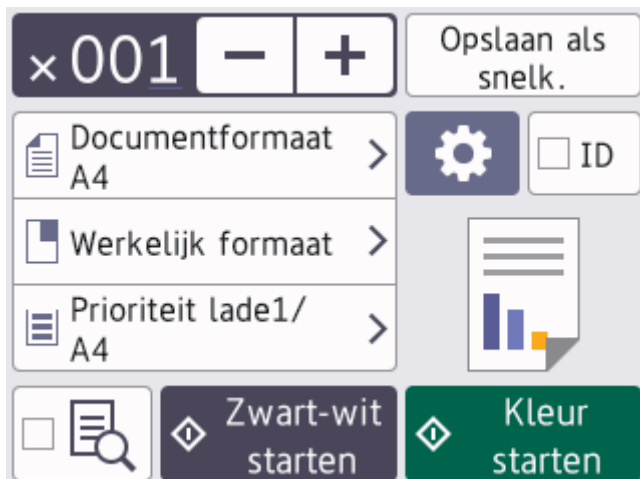 ×001 − +
Opslaan als
snelk.
Documentformaat
A4
ID
Werkelijk formaat
Prioriteit lade1/
A4
Zwart-wit
starten
Kleur
starten